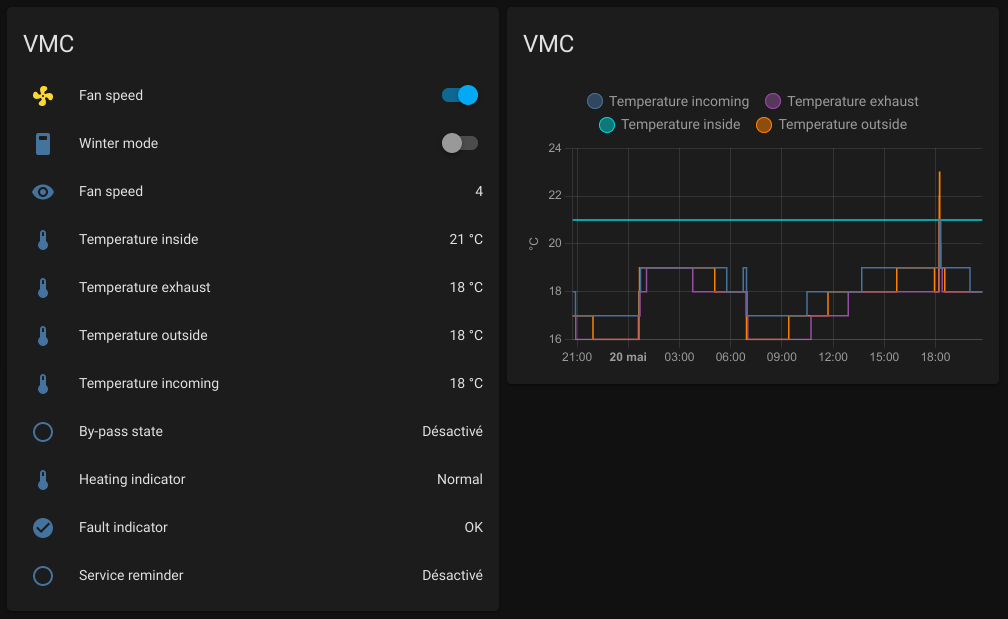 VMC
Fan speed
Winter mode
Fan speed 4
Temperature inside 21 °C
Temperature exhaust 18 °C
Temperature outside 18 °C
Temperature incoming 18 °C
By-pass state Désactivé
Heating indicator Normal
Fault indicator OK
Service reminder Désactivé
VMC
Temperature incoming Temperature exhaust
Temperature inside Temperature outside
24
22
20
18
16
°C
21:00 20 mai 03:00 06:00 09:00 12:00 15:00 18:00